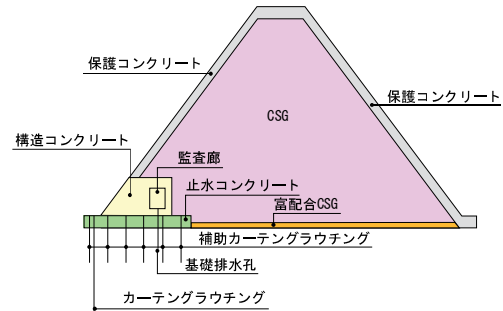 保護コンクリート
保護コンクリート
CSG
構造コンクリート
監査廊
止水コンクリート
富配合CSG
補助カーテングラウチング
基礎排水孔
カーテングラウチング